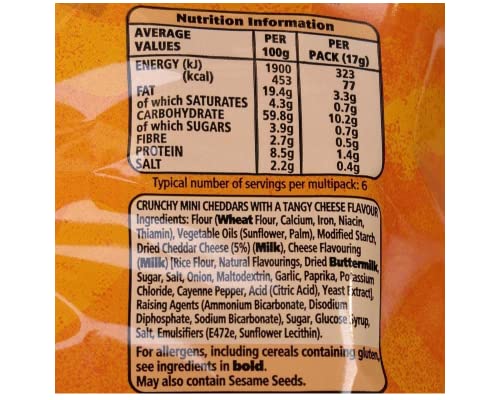 Nutrition Information
AVERAGE VALUES PER 100g PER PACK (17g)
ENERGY (kJ) 1900 323
(kcal) 453 77
FAT 19.4g 3.3g
of which SATURATES 4.3g 0.7g
CARBOHYDRATE 59.8g 10.2g
of which SUGARS 3.9g 0.7g
FIBRE 2.7g 0.5g
PROTEIN 8.5g 1.4g
SALT 2.2g 0.4g
Typical number of servings per multipack: 6
CRUNCHY MINI CHEDDARS WITH A TANGY CHEESE FLAVOUR
Ingredients: Flour (Wheat Flour, Calcium, Iron, Niacin,
Thiamin), Vegetable Oils (Sunflower, Palm), Modified Starch,
Dried Cheddar Cheese (5%) (Milk), Cheese Flavouring
(Milk) [Rice Flour, Natural Flavourings, Dried Buttermilk,
Sugar, Salt, Onion, Maltodextrin, Garlic, Paprika, Potassium
Chloride, Cayenne Pepper, Acid (Citric Acid), Yeast Extract],
Raising Agents (Ammonium Bicarbonate, Disodium
Diphosphate, Sodium Bicarbonate), Sugar, Glucose Syrup,
Salt, Emulsifiers (E472e, Sunflower Lecithin).
For allergens, including cereals containing gluten,
see ingredients in bold.
May also contain Sesame Seeds.